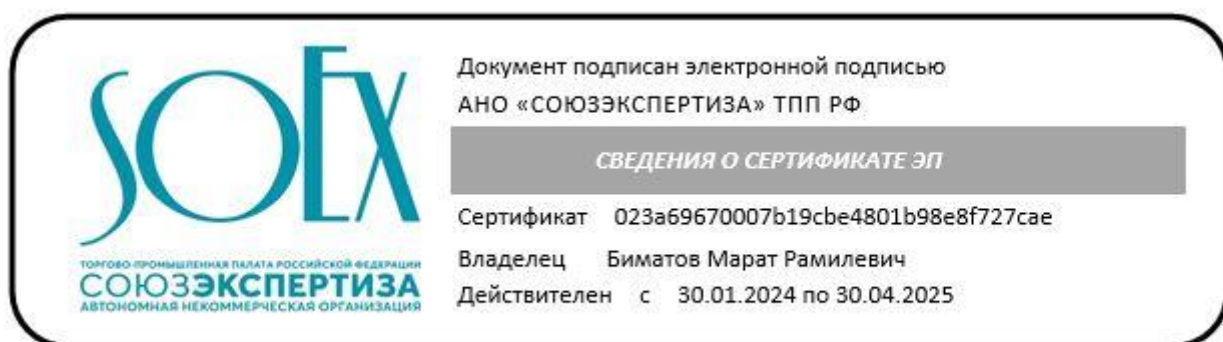 SOEX
ТОРГОВО-ПРОМЫШЛЕННАЯ ПАЛАТА РОССИЙСКОЙ ФЕДЕРАЦИИ
СОЮЗЭКСПЕРТИЗА
АВТОНОМНАЯ НЕКОММЕРЧЕСКАЯ ОРГАНИЗАЦИЯ
Документ подписан электронной подписью
АНО «СОЮЗЭКСПЕРТИЗА» ТПП РФ
СВЕДЕНИЯ О СЕРТИФИКАТЕ ЭП
Сертификат 023a69670007b19cbe4801b98e8f727cae
Владелец Биматов Марат Рамилевич
Действителен с 30.01.2024 по 30.04.2025